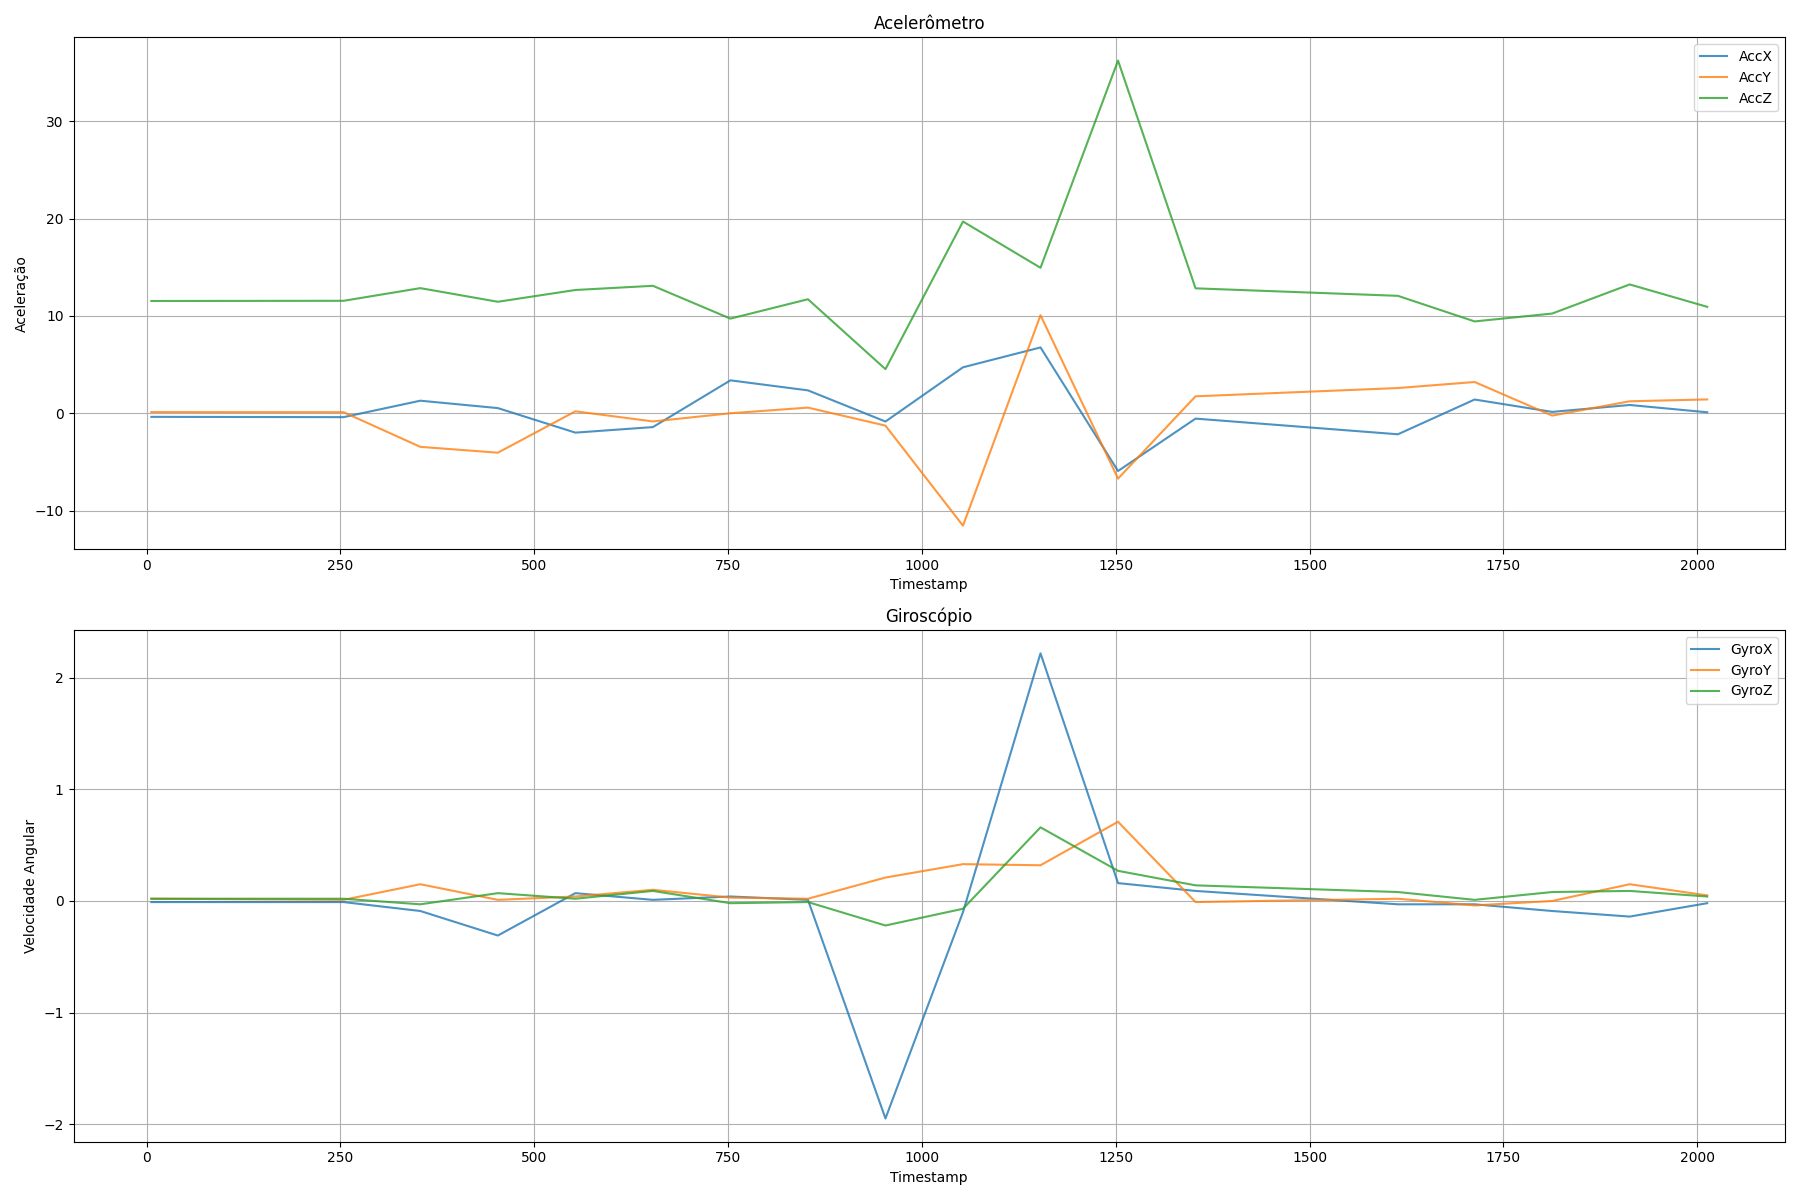 Acelerômetro
AccX
AccY
AccZ
Aceleração
30
20
10
0
−10
0 250 500 750 1000 1250 1500 1750 2000
Timestamp
Giroscópio
GyroX
GyroY
GyroZ
Velocidade Angular
2
1
0
−1
−2
0 250 500 750 1000 1250 1500 1750 2000
Timestamp